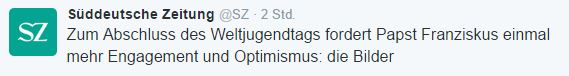 SZ
Süddeutsche Zeitung @SZ · 2 Std.
Zum Abschluss des Weltjugendtags fordert Papst Franziskus einmal
mehr Engagement und Optimismus: die Bilder